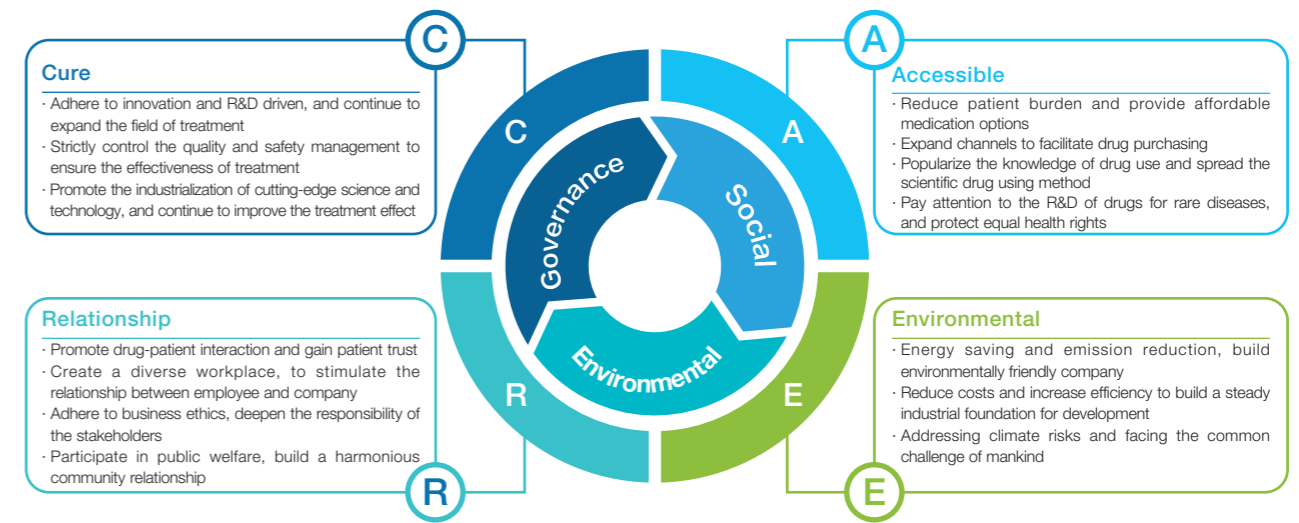 C
Cure
· Adhere to innovation and R&D driven, and continue to
expand the field of treatment
· Strictly control the quality and safety management to
ensure the effectiveness of treatment
· Promote the industrialization of cutting-edge science and
technology, and continue to improve the treatment effect
A
Accessible
· Reduce patient burden and provide affordable
medication options
· Expand channels to facilitate drug purchasing
· Popularize the knowledge of drug use and spread the
scientific drug using method
· Pay attention to the R&D of drugs for rare diseases,
and protect equal health rights
C
A
R
E
Governance
Social
Environmental
Relationship
· Promote drug-patient interaction and gain patient trust
· Create a diverse workplace, to stimulate the
relationship between employee and company
· Adhere to business ethics, deepen the responsibility of
the stakeholders
· Participate in public welfare, build a harmonious
community relationship
R
Environmental
· Energy saving and emission reduction, build
environmentally friendly company
· Reduce costs and increase efficiency to build a steady
industrial foundation for development
· Addressing climate risks and facing the common
challenge of mankind
E